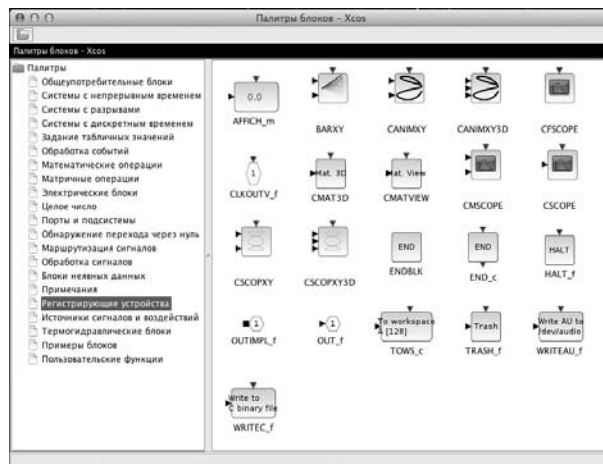 Палитры блоков - Xcos
Палитры блоков - Xcos
Палитры
Общеупотребительные блоки
Системы с непрерывным временем
Системы с разрывами
Системы с дискретным временем
Задание табличных значений
Обработка событий
Математические операции
Матричные операции
Электрические блоки
Целое число
Порты и подсистемы
Обнаружение перехода через нуль
Маршрутизация сигналов
Обработка сигналов
Блоки неявных данных
Примечания
Регистрирующие устройства
Источники сигналов и воздействий
Термогидравлические блоки
Примеры блоков
Пользовательские функции
0.0
AFFICH_m
BARXY
CANIMXY
CANIMXY3D
CFSCOPE
1
CLKOUTV_f
Mat. 3D
CMAT3D
Mat. View
CMATVIEW
CMSCOPE
CSCOPE
CSCOPXY
CSCOPXY3D
END
ENDBLK
END
END_c
HALT
HALT_f
1
OUTIMPL_f
1
OUT_f
To workspace
A [128]
TOWS_c
Trash
TRASH_f
Write AU to
/dev/audio
WRITEAU_f
Write to
C binary file
WRITEC_f